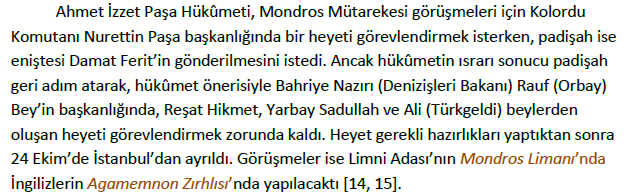 Ahmet İzzet Paşa Hükûmeti, Mondros Mütarekesi görüşmeleri için Kolordu
Komutanı Nurettin Paşa başkanlığında bir heyeti görevlendirmek isterken, padişah ise
eniştesi Damat Ferit’in gönderilmesini istedi. Ancak hükûmetin ısrarı sonucu padişah
geri adım atarak, hükûmet önerisiyle Bahriye Nazırı (Denizişleri Bakanı) Rauf (Orbay)
Bey’in başkanlığında, Reşat Hikmet, Yarbay Sadullah ve Ali (Türkgeldi) beylerden
oluşan heyeti görevlendirmek zorunda kaldı. Heyet gerekli hazırlıkları yaptıktan sonra
24 Ekim’de İstanbul’dan ayrıldı. Görüşmeler ise Limni Adası’nın Mondros Limanı’nda
İngilizlerin Agamemnon Zırhlısı’nda yapılacaktı [14, 15].